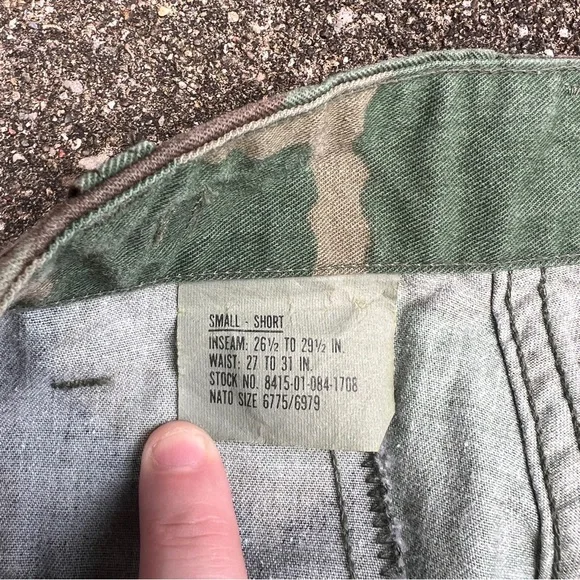 SMALL - SHORT
INSEAM: 26½ TO 29½ IN.
WAIST: 27 TO 31 IN.
STOCK NO. 8415-01-084-1708
NATO SIZE 6775/6979